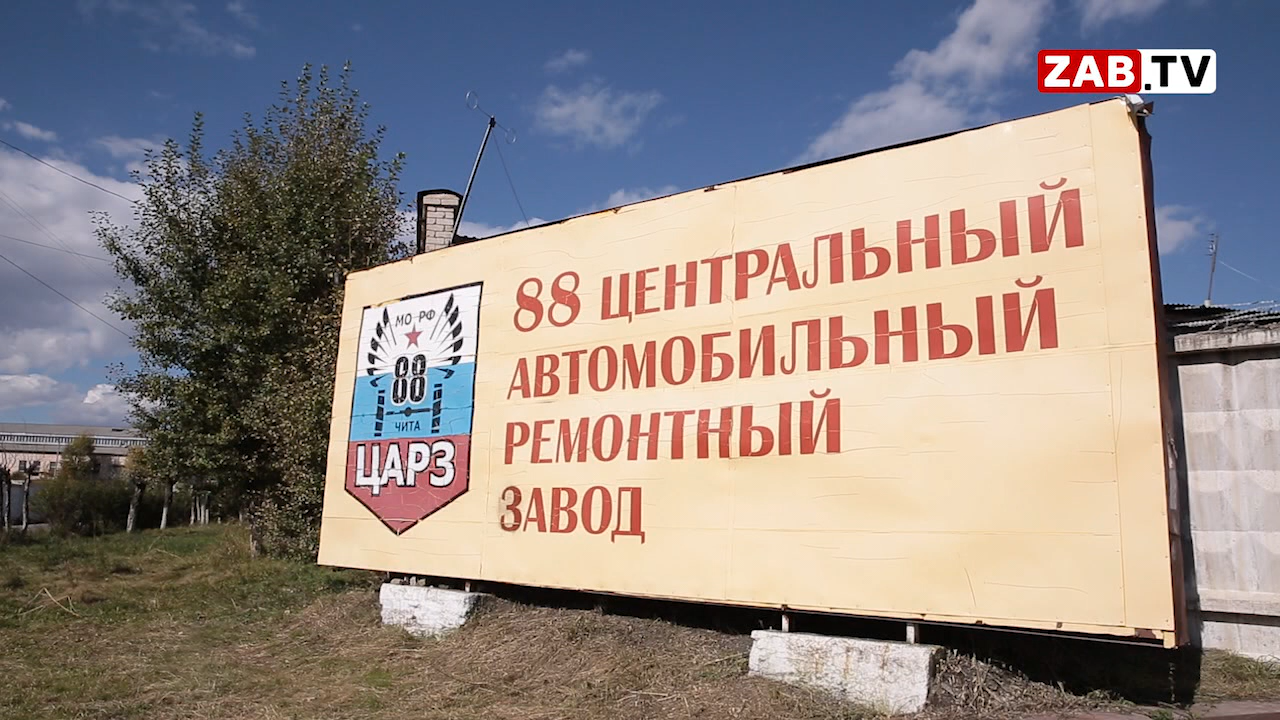 ZAB.TV
88 ЦЕНТРАЛЬНЫЙ
АВТОМОБИЛЬНЫЙ
РЕМОНТНЫЙ
ЗАВОД
МО РФ
88
ЧИТА
ЦАРЗ